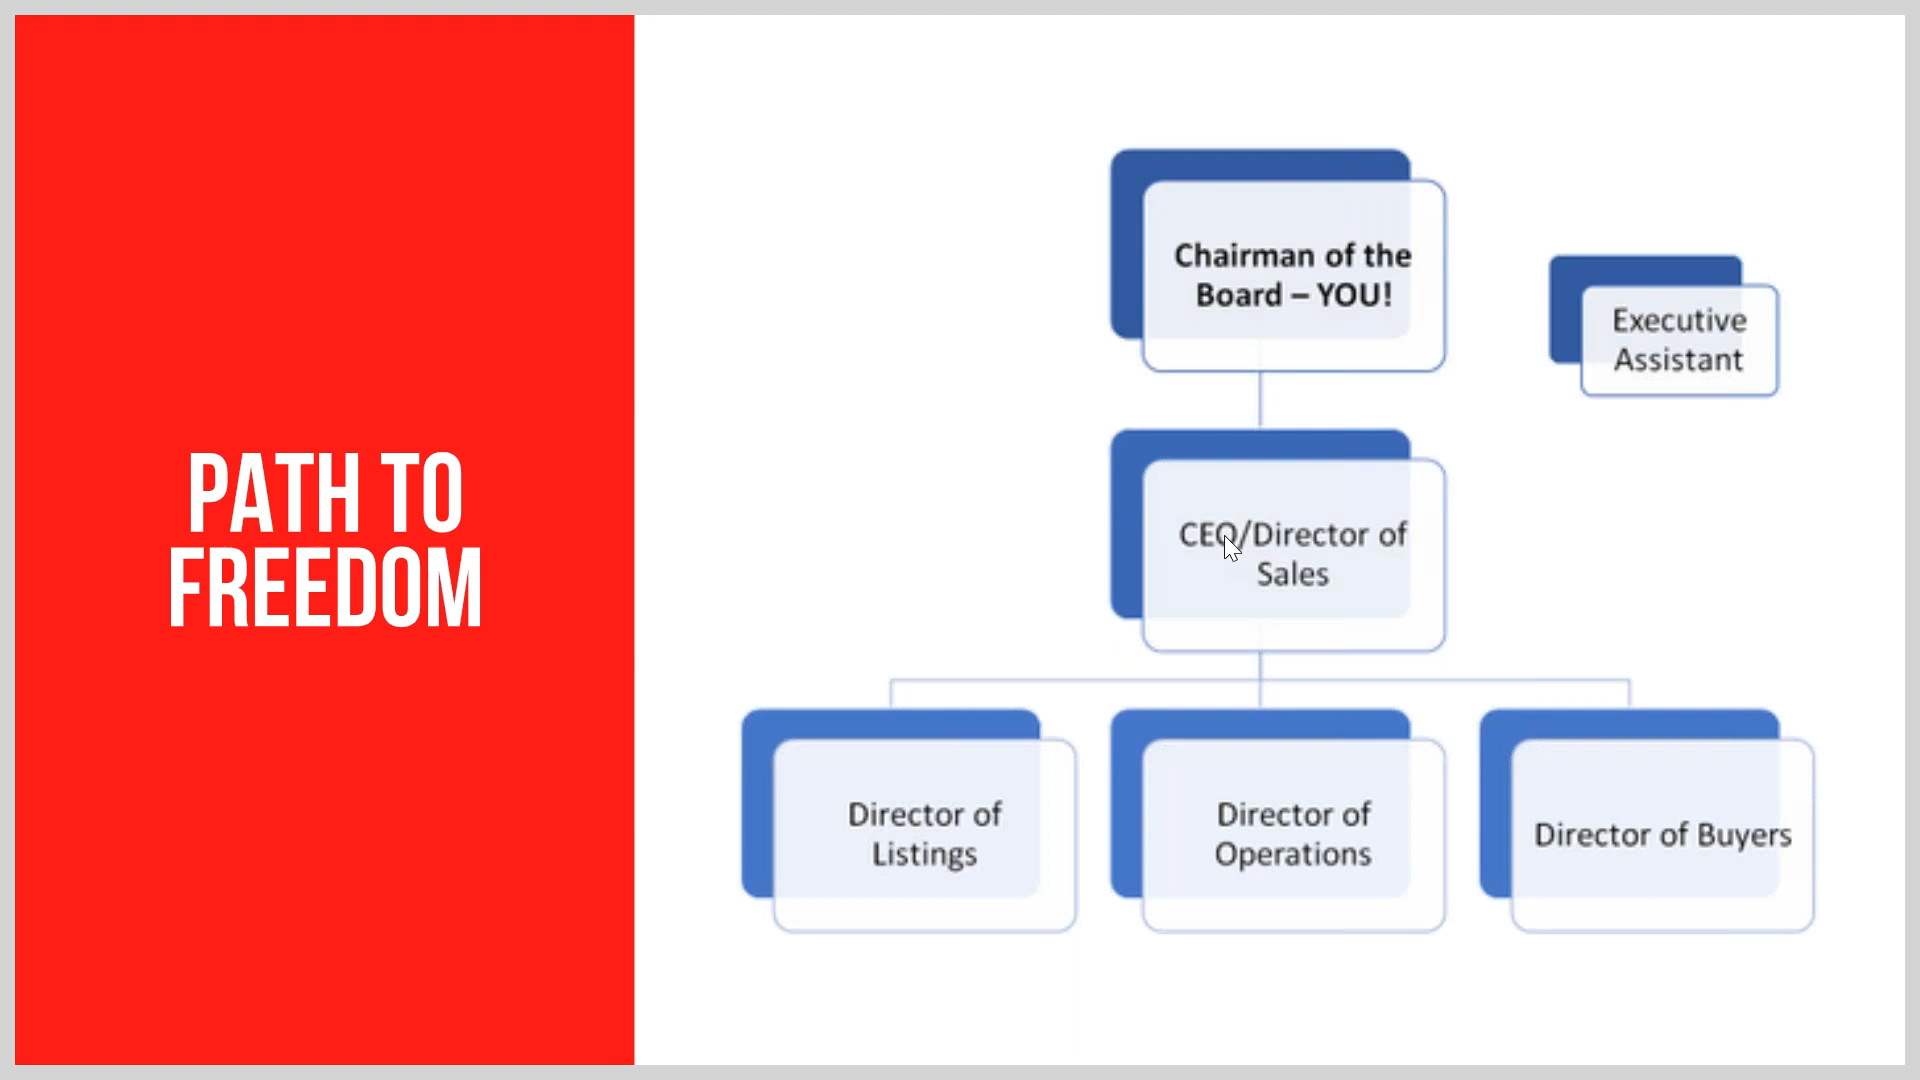 PATH TO
FREEDOM
Chairman of the
Board – YOU!
Executive
Assistant
CEO/Director of
Sales
Director of
Listings
Director of
Operations
Director of Buyers